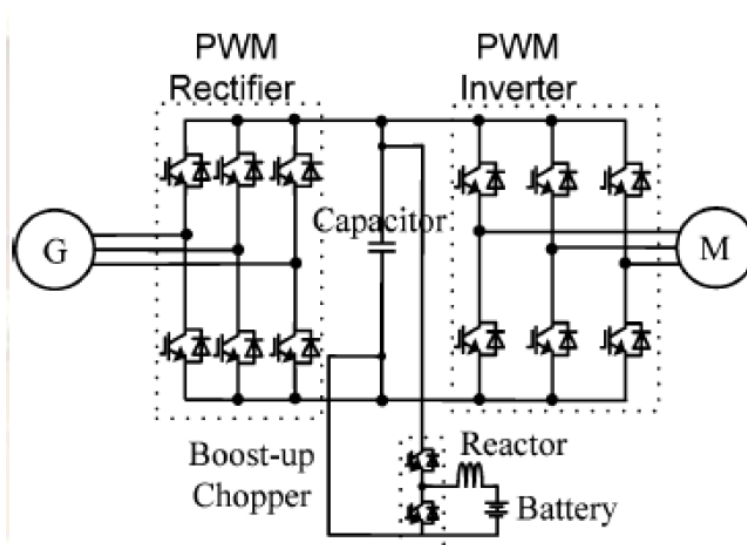 PWM
Rectifier
PWM
Inverter
Capacitor
G
M
Boost-up
Chopper
Reactor
Battery